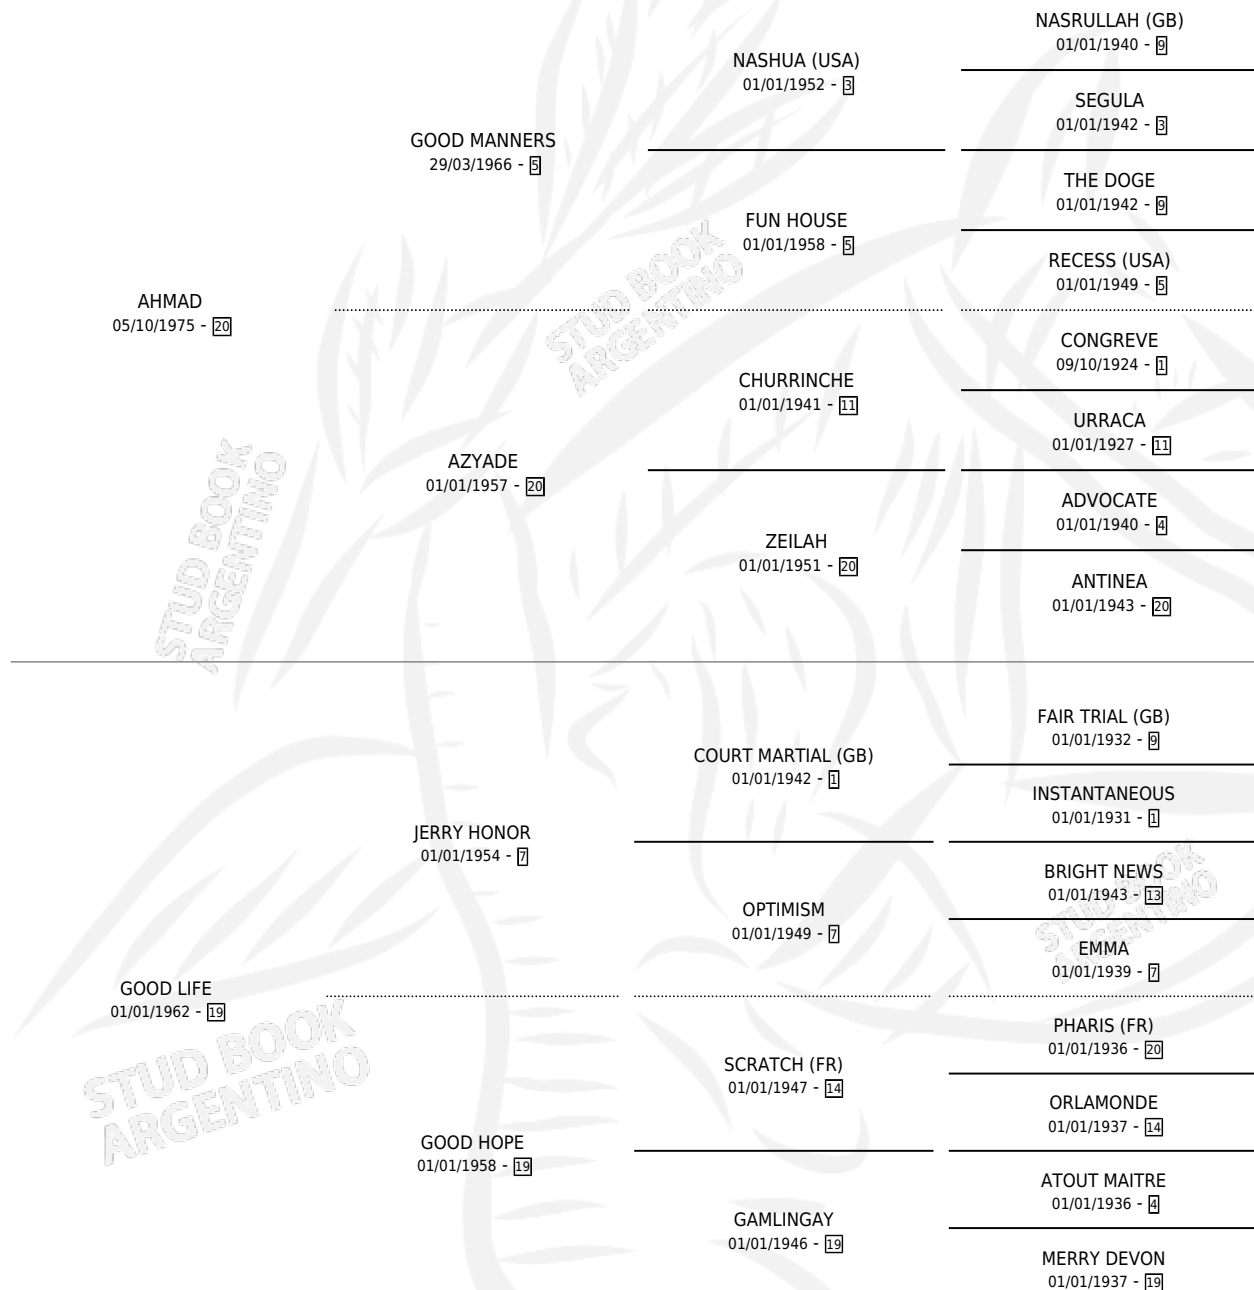 NASRULLAH (GB)
01/01/1940 - 9
NASHUA (USA)
01/01/1952 - 3
SEGULA
01/01/1942 - 3
GOOD MANNERS
29/03/1966 - 5
THE DOGE
01/01/1942 - 9
FUN HOUSE
01/01/1958 - 5
RECESS (USA)
01/01/1949 - 5
AHMAD
05/10/1975 - 20
CONGREVE
09/10/1924 - 1
CHURRINCHE
01/01/1941 - 11
URRACA
01/01/1927 - 11
AZYADE
01/01/1957 - 20
ADVOCATE
01/01/1940 - 4
ZEILAH
01/01/1951 - 20
ANTINEA
01/01/1943 - 20
STUD BOOK
ARGENTINO
STUD BOOK
ARGENTINO
FAIR TRIAL (GB)
01/01/1932 - 9
COURT MARTIAL (GB)
01/01/1942 - 1
INSTANTANEOUS
01/01/1931 - 1
JERRY HONOR
01/01/1954 - 7
BRIGHT NEWS
01/01/1943 - 13
OPTIMISM
01/01/1949 - 7
EMMA
01/01/1939 - 7
GOOD LIFE
01/01/1962 - 19
PHARIS (FR)
01/01/1936 - 20
SCRATCH (FR)
01/01/1947 - 14
ORLAMONDE
01/01/1937 - 14
GOOD HOPE
01/01/1958 - 19
ATOUT MAITRE
01/01/1936 - 4
GAMLINGAY
01/01/1946 - 19
MERRY DEVON
01/01/1937 - 19
STUD BOOK
ARGENTINO
STUD BOOK
ARGENTINO